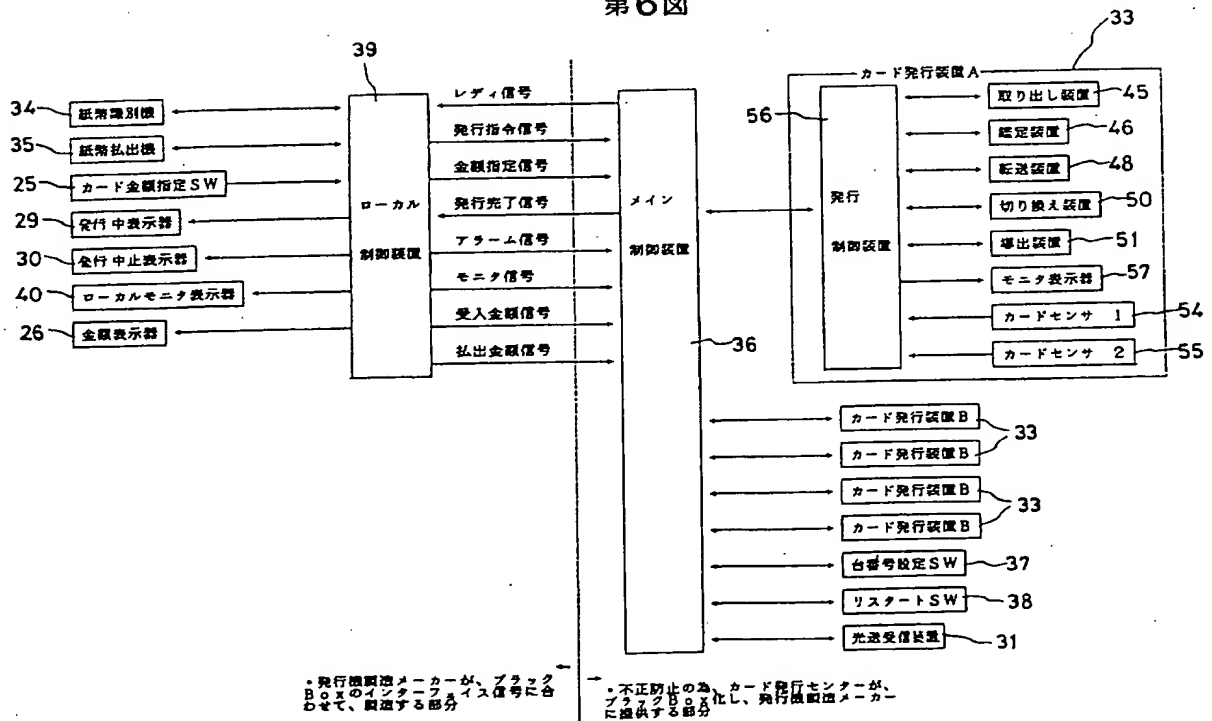 第6図
33
39
カード発行装置A
34
紙幣識別機
レディ信号
56
取り出し装置
45
35
紙幣払出機
発行指令信号
鑑定装置
46
25
カード金額指定SW
金額指定信号
転送装置
48
29
発行中表示器
ローカル
制御装置
発行完了信号
メイン
制御装置
発行
制御装置
切り換え装置
50
30
発行中止表示器
アラーム信号
導出装置
51
40
ローカルモニタ表示器
モニタ信号
モニタ表示器
57
26
金額表示器
受入金額信号
カードセンサ 1
54
払出金額信号
36
カードセンサ 2
55
カード発行装置B
33
カード発行装置B
カード発行装置B
33
カード発行装置B
台番号設定SW
37
リスタートSW
38
光送受信装置
31
・発行機製造メーカーが、ブラック
Boxのインターフェイス信号に合
わせて、製造する部分
・不正防止の為、カード発行センターが、
ブラックBox化し、発行機製造メーカー
に提供する部分